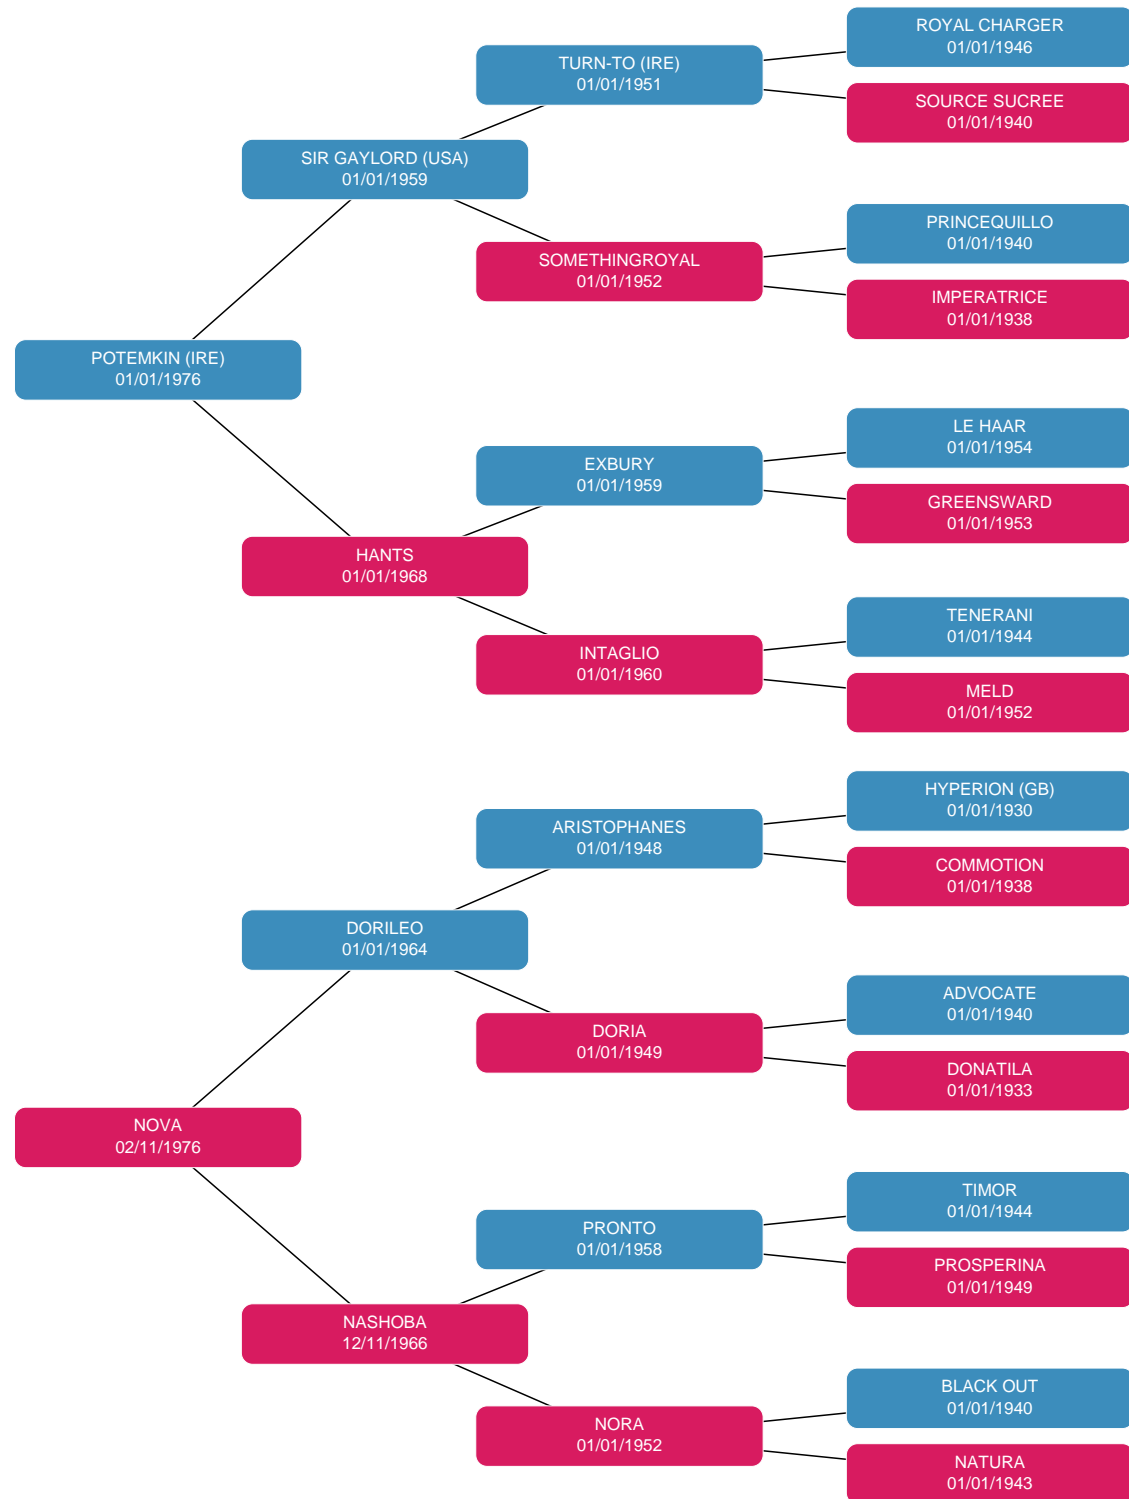 ROYAL CHARGER
01/01/1946
TURN-TO (IRE)
01/01/1951
SOURCE SUCREE
01/01/1940
SIR GAYLORD (USA)
01/01/1959
PRINCEQUILLO
01/01/1940
SOMETHINGROYAL
01/01/1952
IMPERATRICE
01/01/1938
POTEMKIN (IRE)
01/01/1976
LE HAAR
01/01/1954
EXBURY
01/01/1959
GREENSWARD
01/01/1953
HANTS
01/01/1968
TENERANI
01/01/1944
INTAGLIO
01/01/1960
MELD
01/01/1952
HYPERION (GB)
01/01/1930
ARISTOPHANES
01/01/1948
COMMOTION
01/01/1938
DORILEO
01/01/1964
ADVOCATE
01/01/1940
DORIA
01/01/1949
DONATILA
01/01/1933
NOVA
02/11/1976
TIMOR
01/01/1944
PRONTO
01/01/1958
PROSPERINA
01/01/1949
NASHOBA
12/11/1966
BLACK OUT
01/01/1940
NORA
01/01/1952
NATURA
01/01/1943